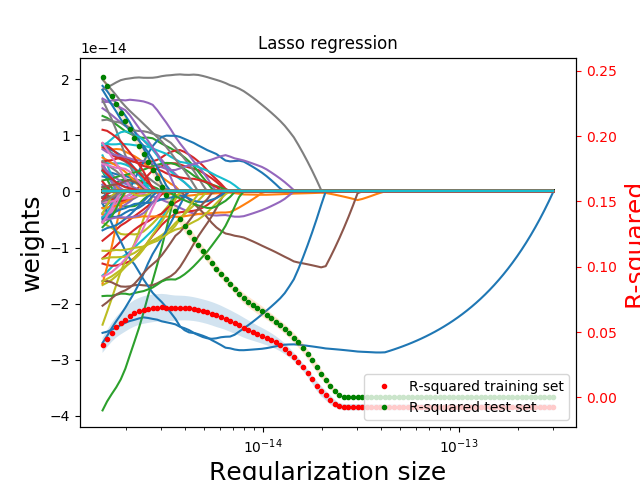 Lasso regression
1e−14
2
1
0
−1
−2
−3
−4
weights
0.25
0.20
0.15
0.10
0.05
0.00
R-squared
R-squared training set
R-squared test set
10−14
10−13
Regularization size